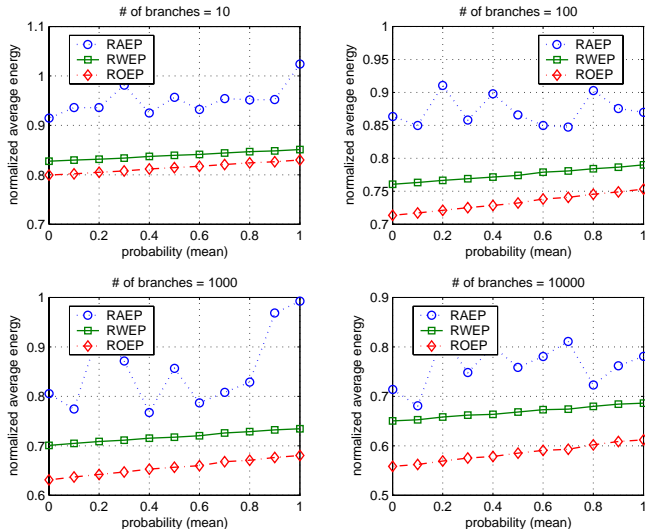 # of branches = 10
1.1
1
0.9
0.8
0.7
normalized average energy
RAEP
RWEP
ROEP
0
0.2
0.4
0.6
0.8
1
probability (mean)
# of branches = 100
1
0.95
0.9
0.85
0.8
0.75
0.7
normalized average energy
RAEP
RWEP
ROEP
0
0.2
0.4
0.6
0.8
1
probability (mean)
# of branches = 1000
1
0.9
0.8
0.7
0.6
normalized average energy
RAEP
RWEP
ROEP
0
0.2
0.4
0.6
0.8
1
probability (mean)
# of branches = 10000
0.9
0.8
0.7
0.6
0.5
normalized average energy
RAEP
RWEP
ROEP
0
0.2
0.4
0.6
0.8
1
probability (mean)